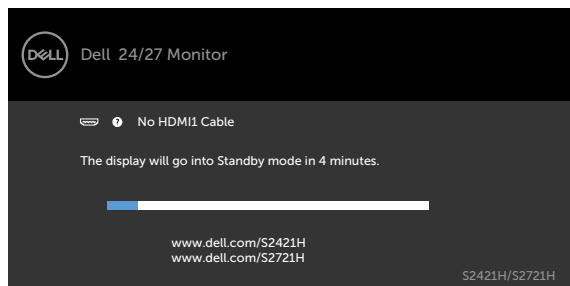 DELL
Dell 24/27 Monitor
? No HDMI1 Cable
The display will go into Standby mode in 4 minutes.
www.dell.com/S2421H
www.dell.com/S2721H
S2421H/S2721H